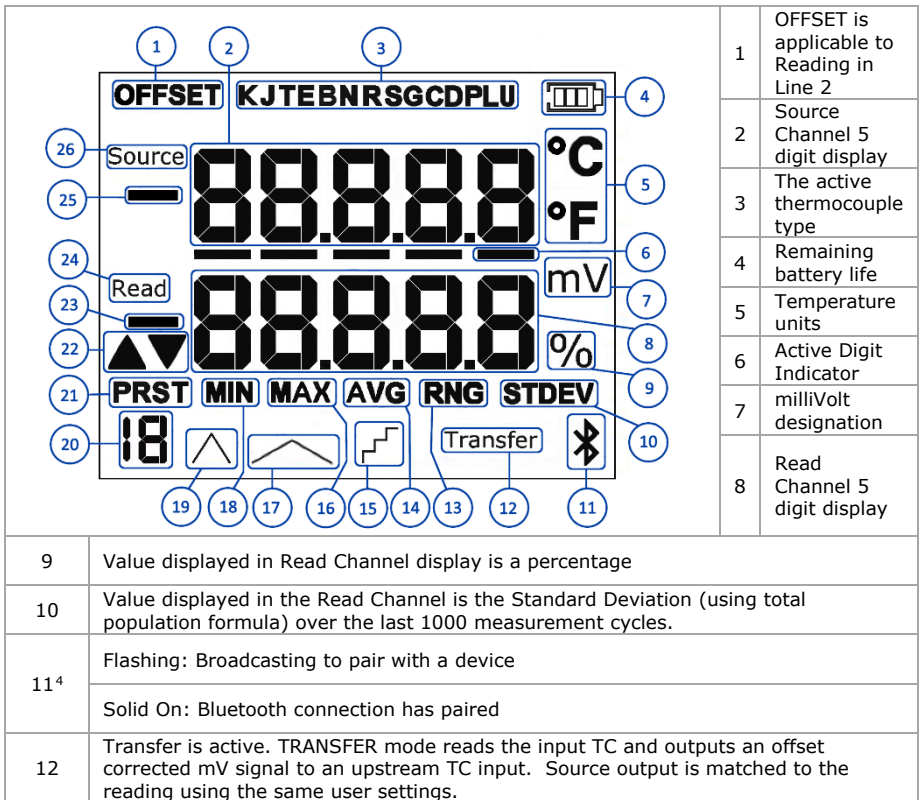 1
2
3
OFFSET KJTEBNRSGCDPLU
4
26
Source
88.8.8.8
°C
25
5
°F
24
6
Read
mV
7
23
88.8.8.8
8
22
%
9
21
PRST MIN MAX AVG RNG STDEV
20
18
Transfer
10
19
18
17
16
15
14
13
12
11
1
OFFSET is
applicable to
Reading in
Line 2
2
Source
Channel 5
digit display
3
The active
thermocouple
type
4
Remaining
battery life
5
Temperature
units
6
Active Digit
Indicator
7
milliVolt
designation
8
Read
Channel 5
digit display
9
Value displayed in Read Channel display is a percentage
10
Value displayed in the Read Channel is the Standard Deviation (using total
population formula) over the last 1000 measurement cycles.
11⁴
Flashing: Broadcasting to pair with a device
Solid On: Bluetooth connection has paired
12
Transfer is active. TRANSFER mode reads the input TC and outputs an offset
corrected mV signal to an upstream TC input. Source output is matched to the
reading using the same user settings.